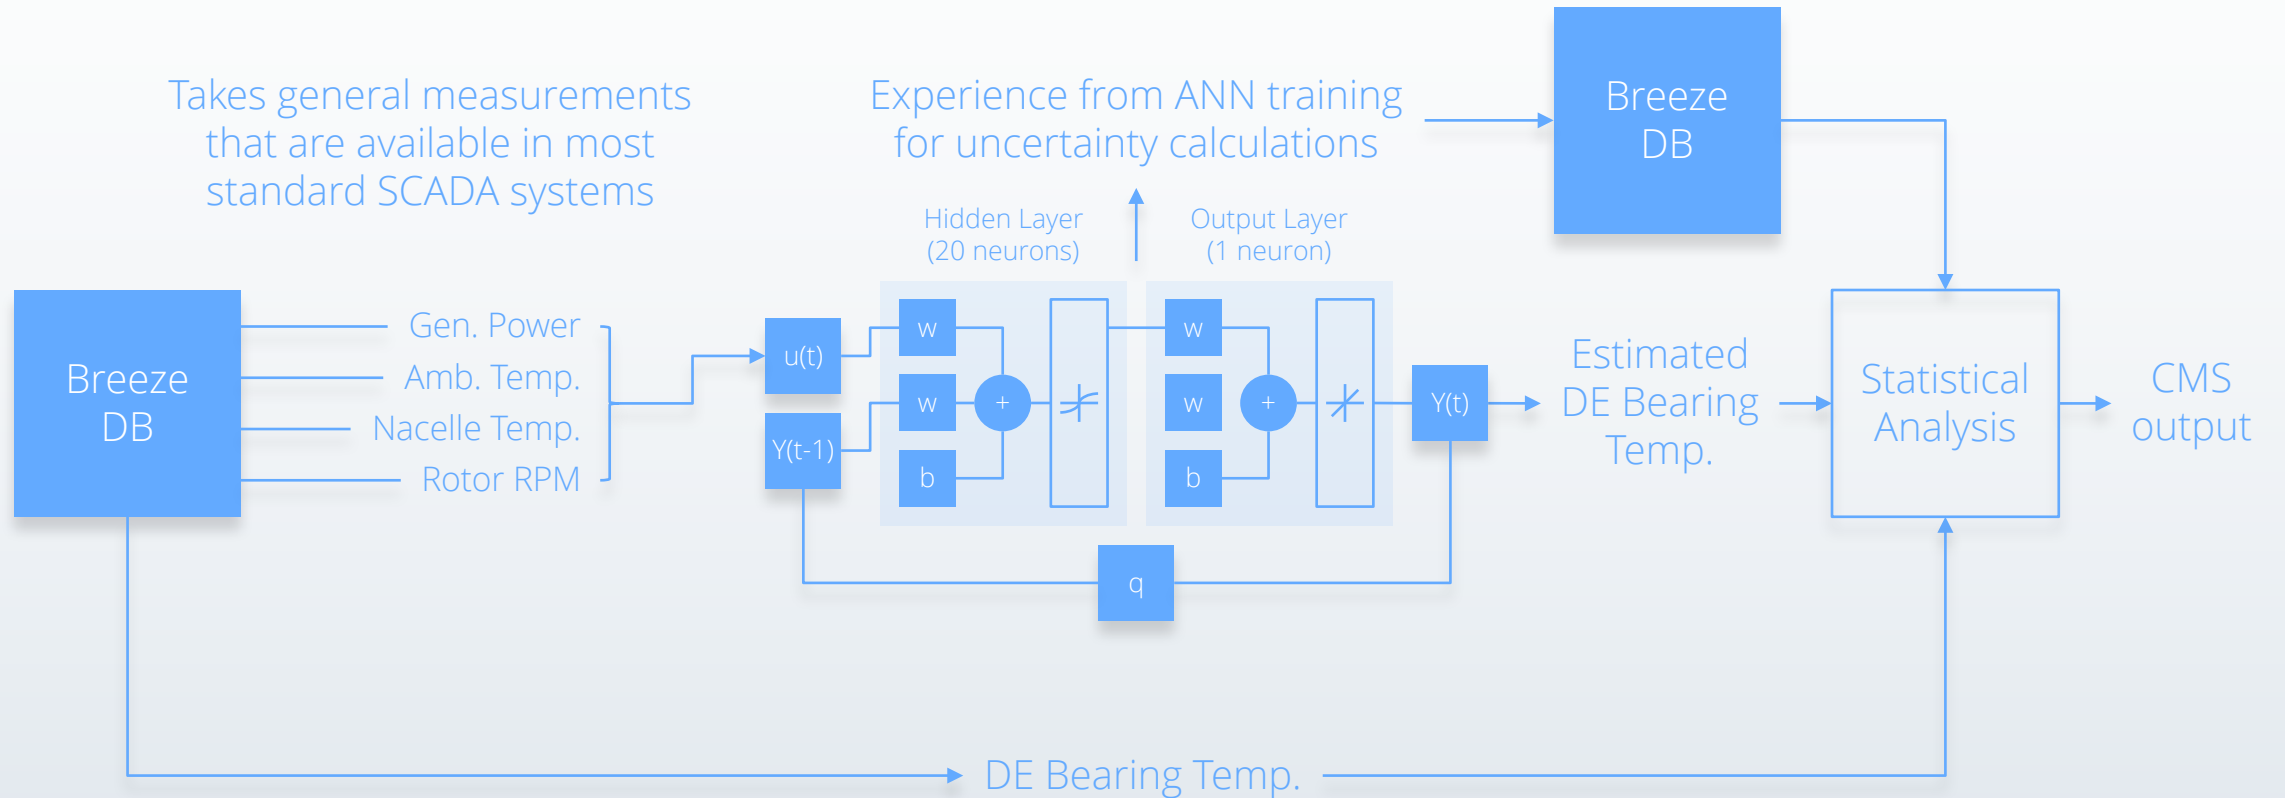 Takes general measurements
that are available in most
standard SCADA systems
Experience from ANN training
for uncertainty calculations
Breeze
DB
Hidden Layer
(20 neurons)
Output Layer
(1 neuron)
Breeze
DB
Gen. Power
Amb. Temp.
Nacelle Temp.
Rotor RPM
u(t)
Y(t-1)
w
w
b
+
w
w
b
+
Y(t)
q
Estimated
DE Bearing
Temp.
Statistical
Analysis
CMS
output
DE Bearing Temp.